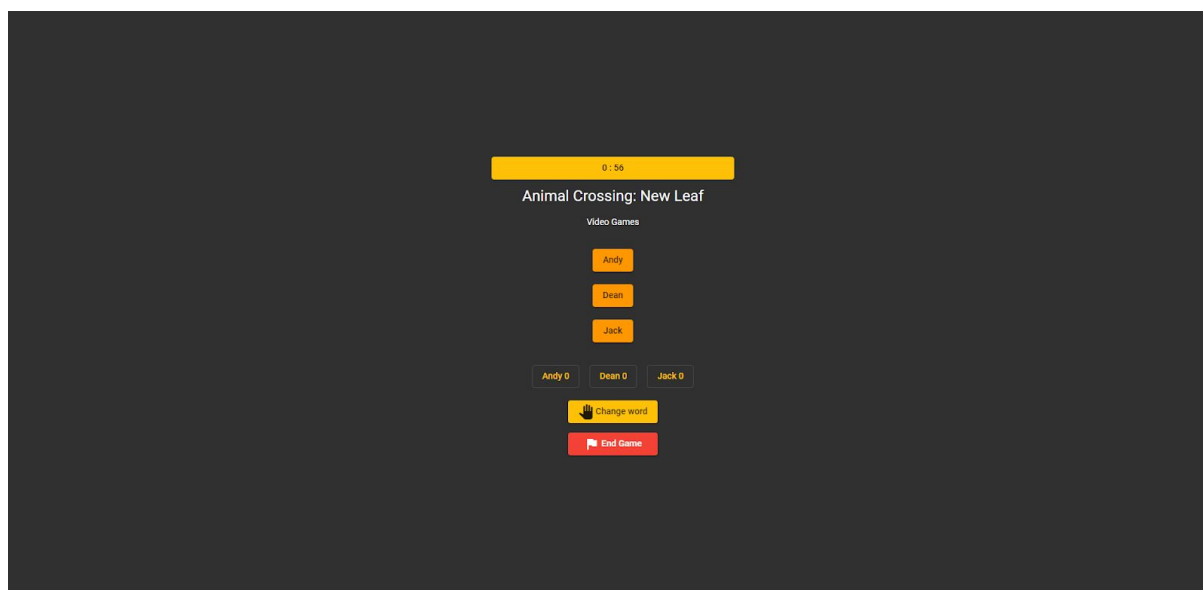 0 : 56
Animal Crossing: New Leaf
Video Games
Andy
Dean
Jack
Andy 0 Dean 0 Jack 0
Change word
End Game